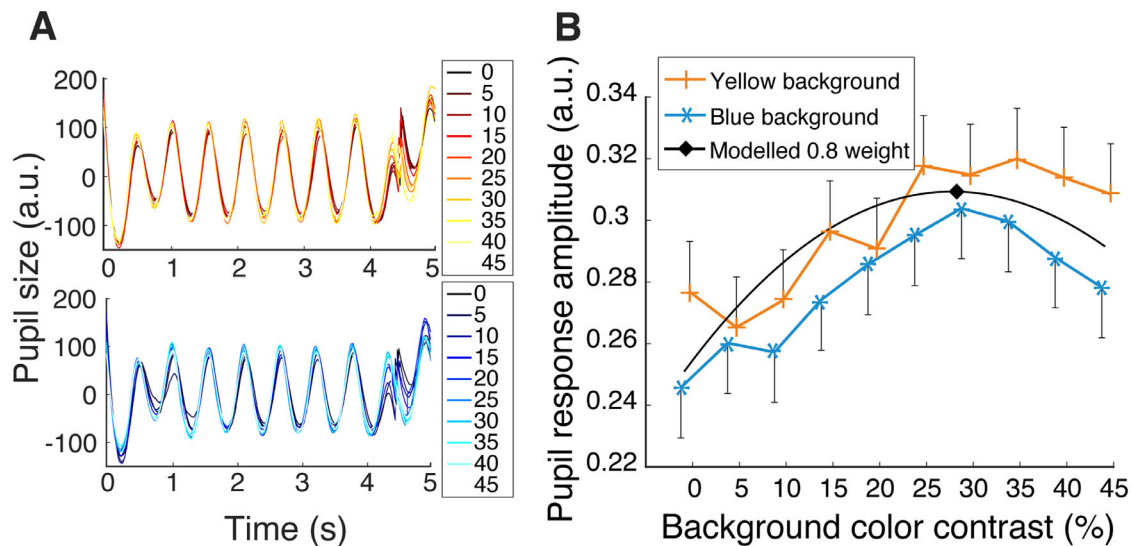 A
Pupil size (a.u.)
200
100
0
-100
0 1 2 3 4 5
0
5
10
15
20
25
30
35
40
45
200
100
0
-100
0 1 2 3 4 5
0
5
10
15
20
25
30
35
40
45
Time (s)
B
Pupil response amplitude (a.u.)
Yellow background
Blue background
Modelled 0.8 weight
0.34
0.32
0.3
0.28
0.26
0.24
0.22
0 5 10 15 20 25 30 35 40 45
Background color contrast (%)